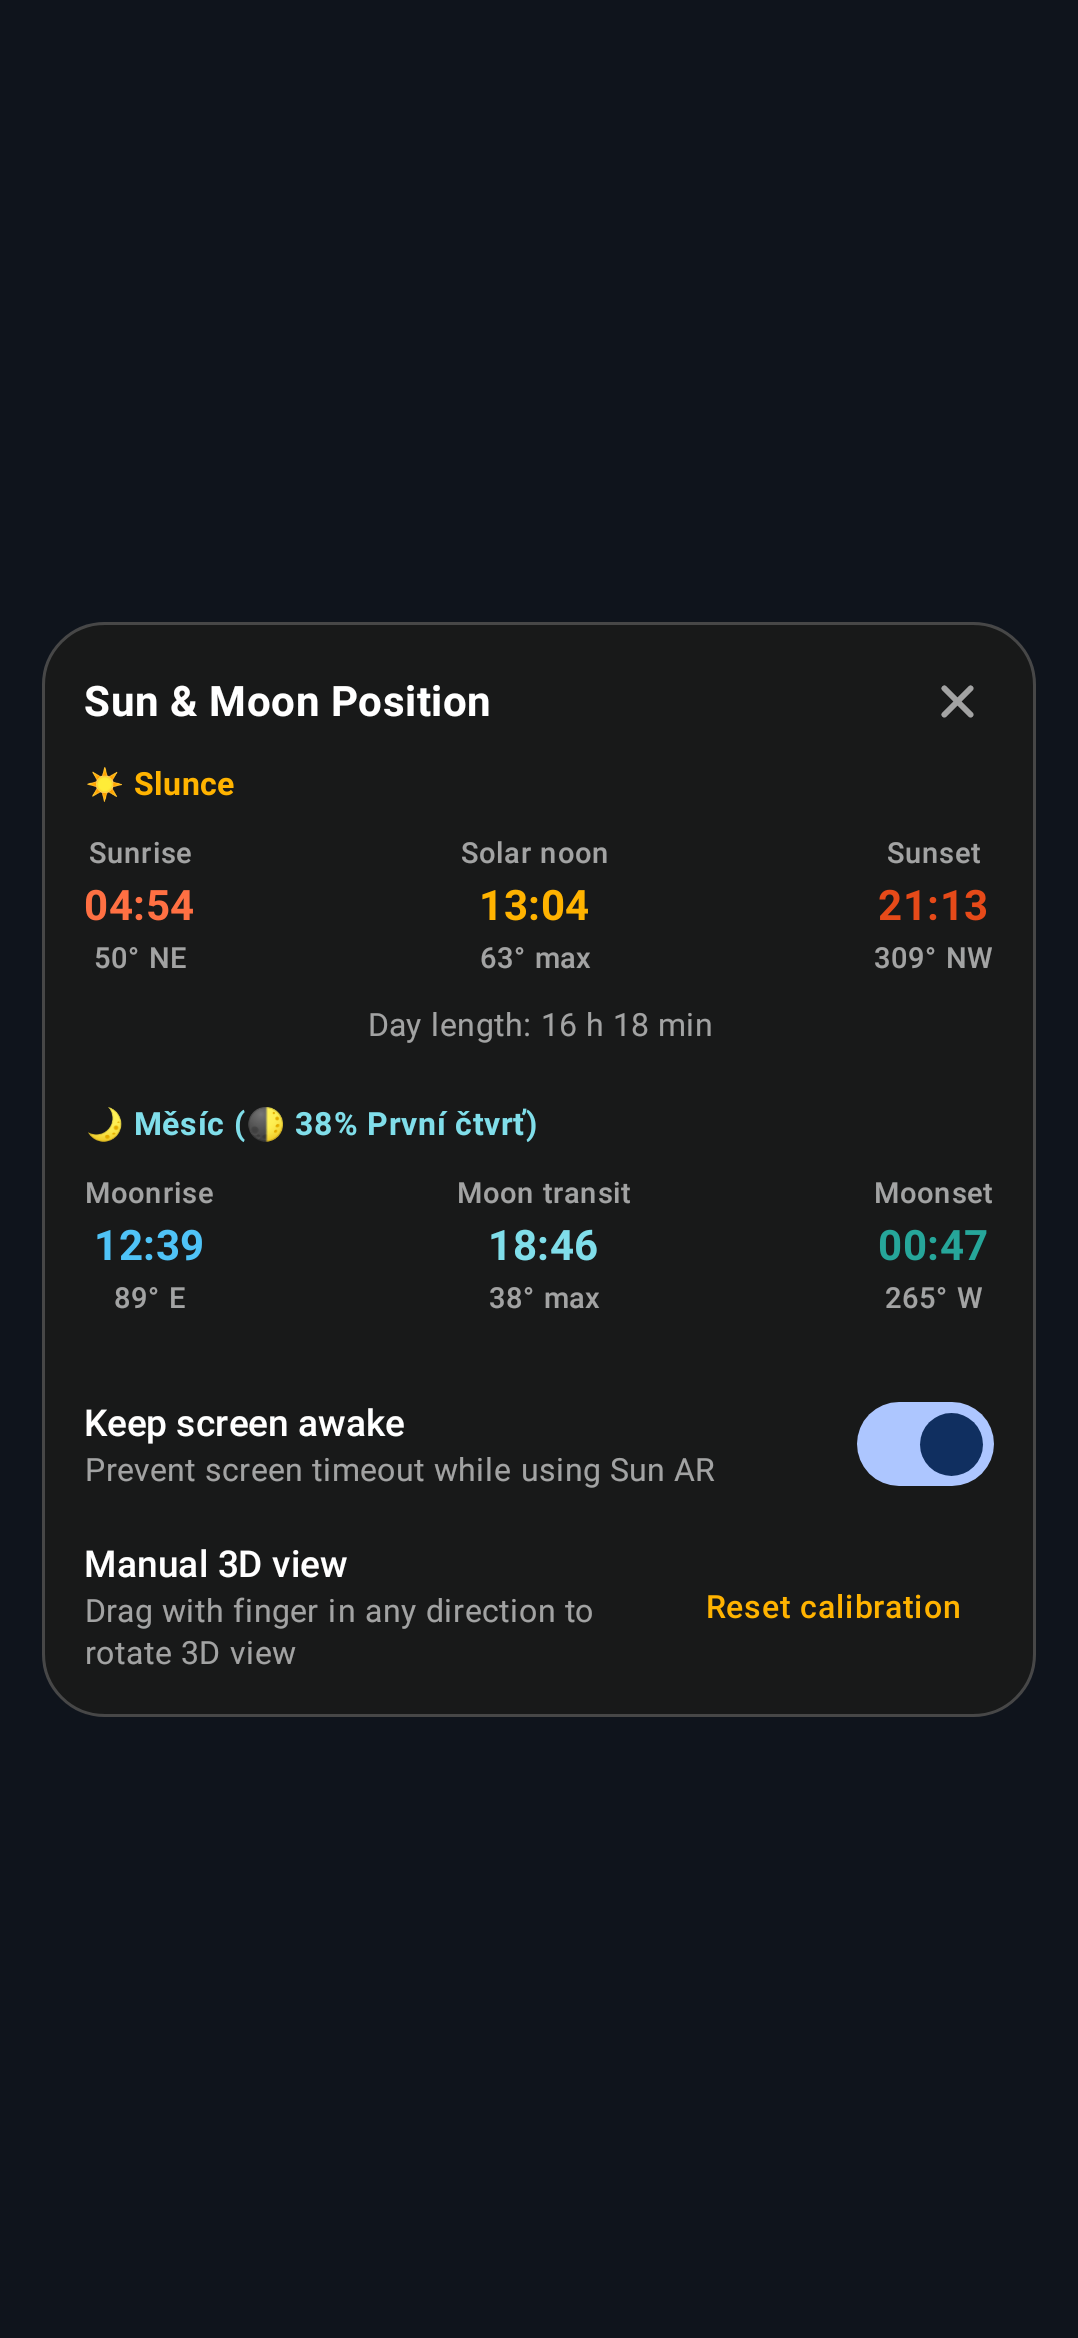 Sun & Moon Position
☀️ Slunce
Sunrise Solar noon Sunset
04:54 13:04 21:13
50° NE 63° max 309° NW
Day length: 16 h 18 min
🌙 Měsíc (🌓 38% První čtvrť)
Moonrise Moon transit Moonset
12:39 18:46 00:47
89° E 38° max 265° W
Keep screen awake
Prevent screen timeout while using Sun AR
Manual 3D view
Drag with finger in any direction to
rotate 3D view
Reset calibration